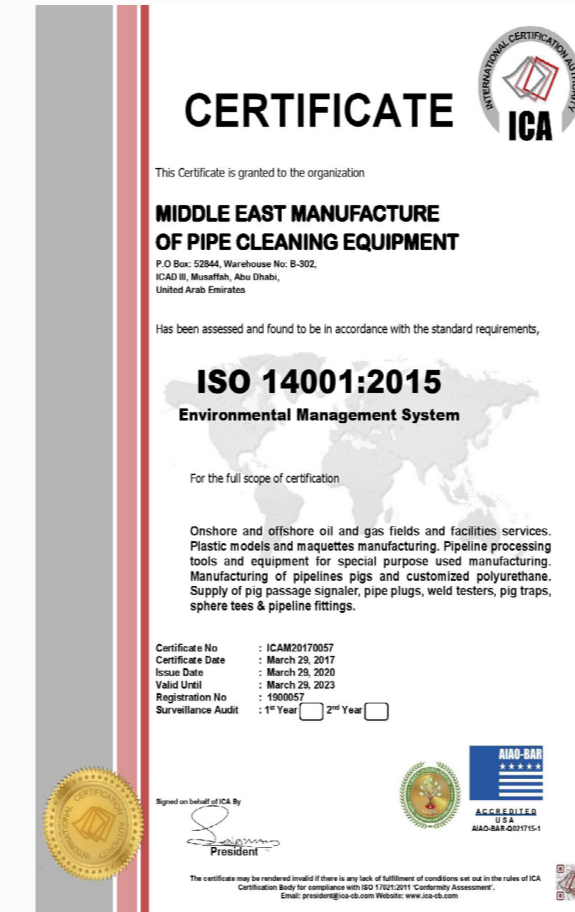 CERTIFICATE
INTERNATIONAL CERTIFICATION AUTHORITY
ICA
This Certificate is granted to the organization
MIDDLE EAST MANUFACTURE
OF PIPE CLEANING EQUIPMENT
P.O Box: 52844, Warehouse No: B-302,
ICAD III, Musaffah, Abu Dhabi,
United Arab Emirates
Has been assessed and found to be in accordance with the standard requirements,
ISO 14001:2015
Environmental Management System
For the full scope of certification
Onshore and offshore oil and gas fields and facilities services.
Plastic models and maquettes manufacturing. Pipeline processing
tools and equipment for special purpose used manufacturing.
Manufacturing of pipelines pigs and customized polyurethane.
Supply of pig passage signaler, pipe plugs, weld testers, pig traps,
sphere tees & pipeline fittings.
Certificate No : ICAM20170057
Certificate Date : March 29, 2017
Issue Date : March 29, 2020
Valid Until : March 29, 2023
Registration No : 1900057
Surveillance Audit : 1st Year 2nd Year
AIAO-BAR
ACCREDITED
USA
AIAO-BAR-Q021715-1
INTERNATIONAL CERTIFICATION AUTHORITY
Signed on behalf of ICA By
President
The certificate may be rendered invalid if there is any lack of fulfillment of conditions set out in the rules of ICA
Certification Body for compliance with ISO 17021:2011 'Conformity Assessment'.
Email: president@ica-cb.com Website: www.ica-cb.com